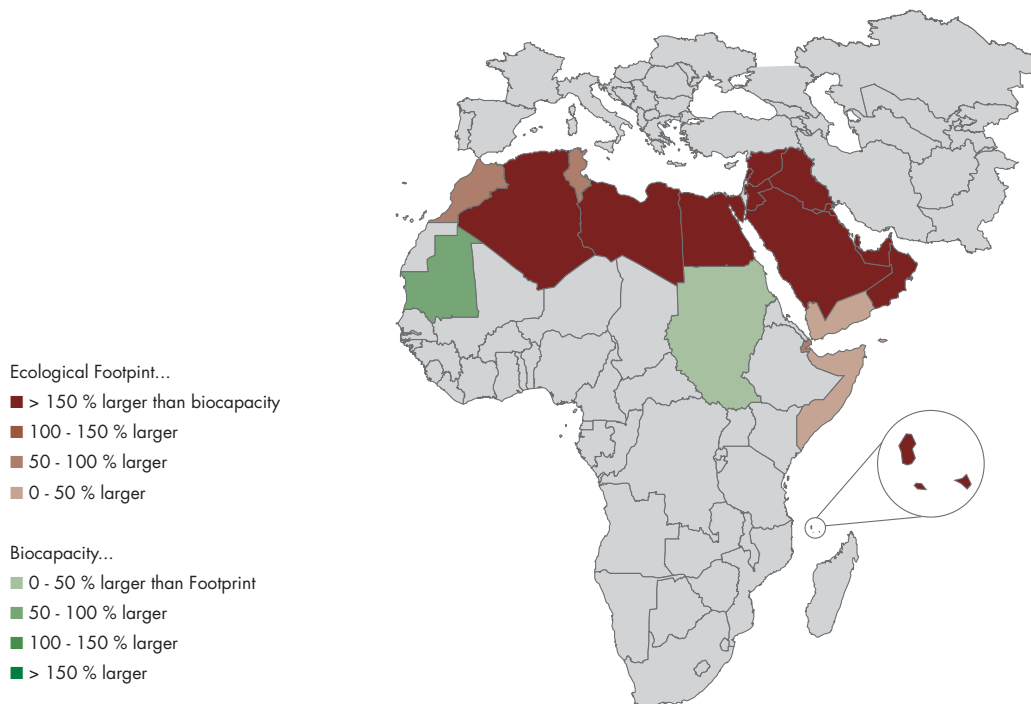 Ecological Footpint...
> 150 % larger than biocapacity
100 - 150 % larger
50 - 100 % larger
0 - 50 % larger
Biocapacity...
0 - 50 % larger than Footprint
50 - 100 % larger
100 - 150 % larger
> 150 % larger